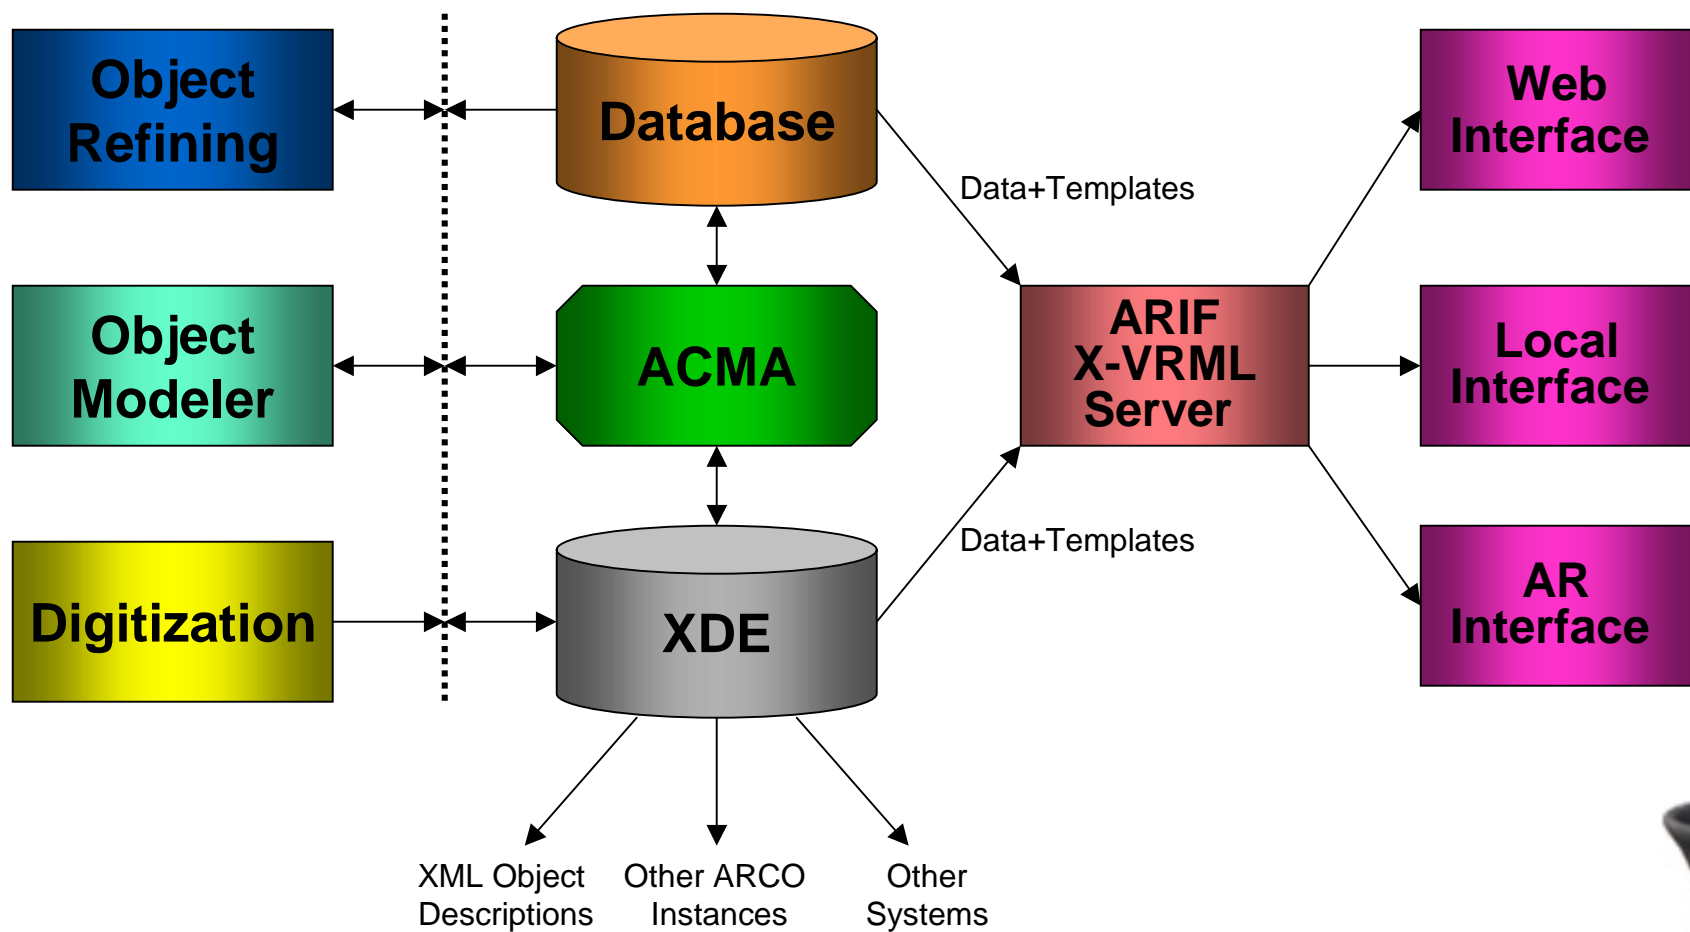 Object
Refining
Database
Web
Interface
Data+Templates
Object
Modeler
ACMA
ARIF
X-VRML
Server
Local
Interface
Data+Templates
Digitization
XDE
AR
Interface
XML Object
Descriptions
Other ARCO
Instances
Other
Systems